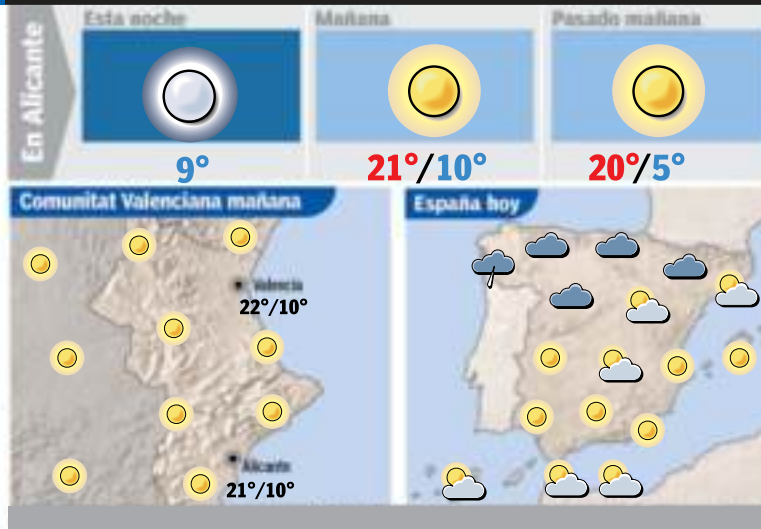 Esta noche
Mañana
Pasado mañana
En Alicante
9°
21°/10°
20°/5°
Comunitat Valenciana mañana
España hoy
Valencia
22°/10°
Alicante
21°/10°